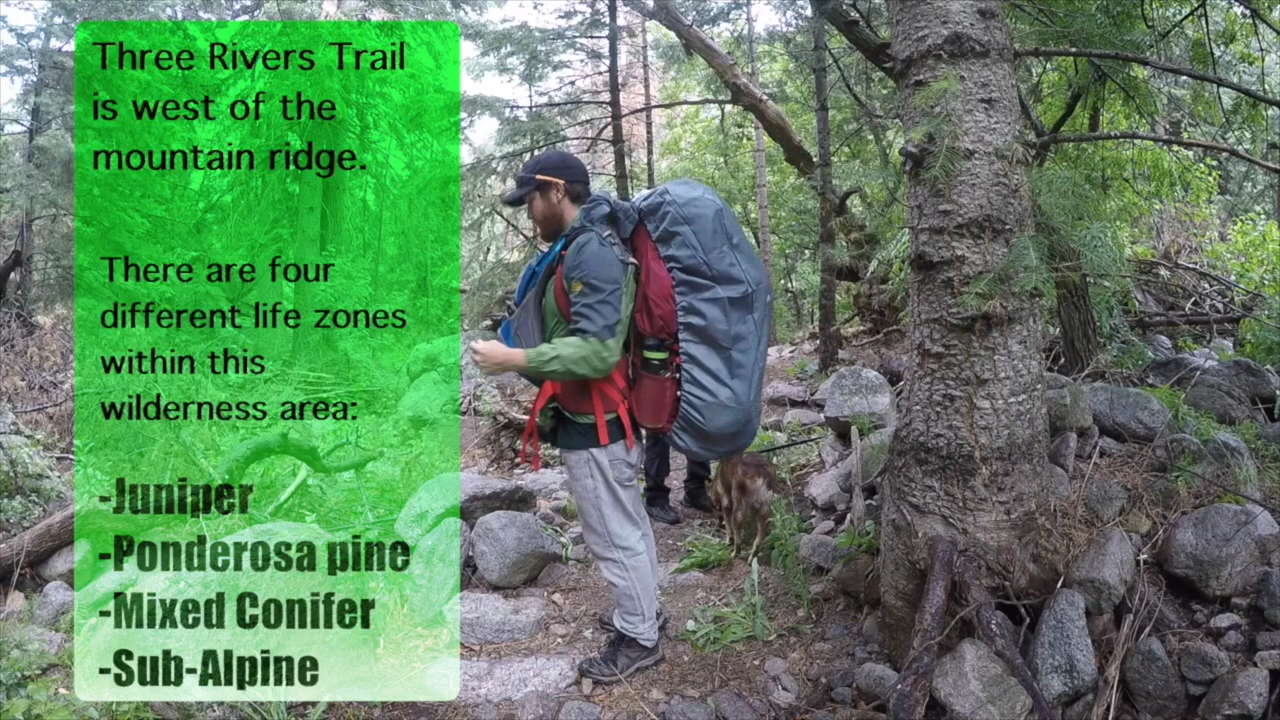 Three Rivers Trail
is west of the
mountain ridge.
There are four
different life zones
within this
wilderness area:
-Juniper
-Ponderosa pine
-Mixed Conifer
-Sub-Alpine